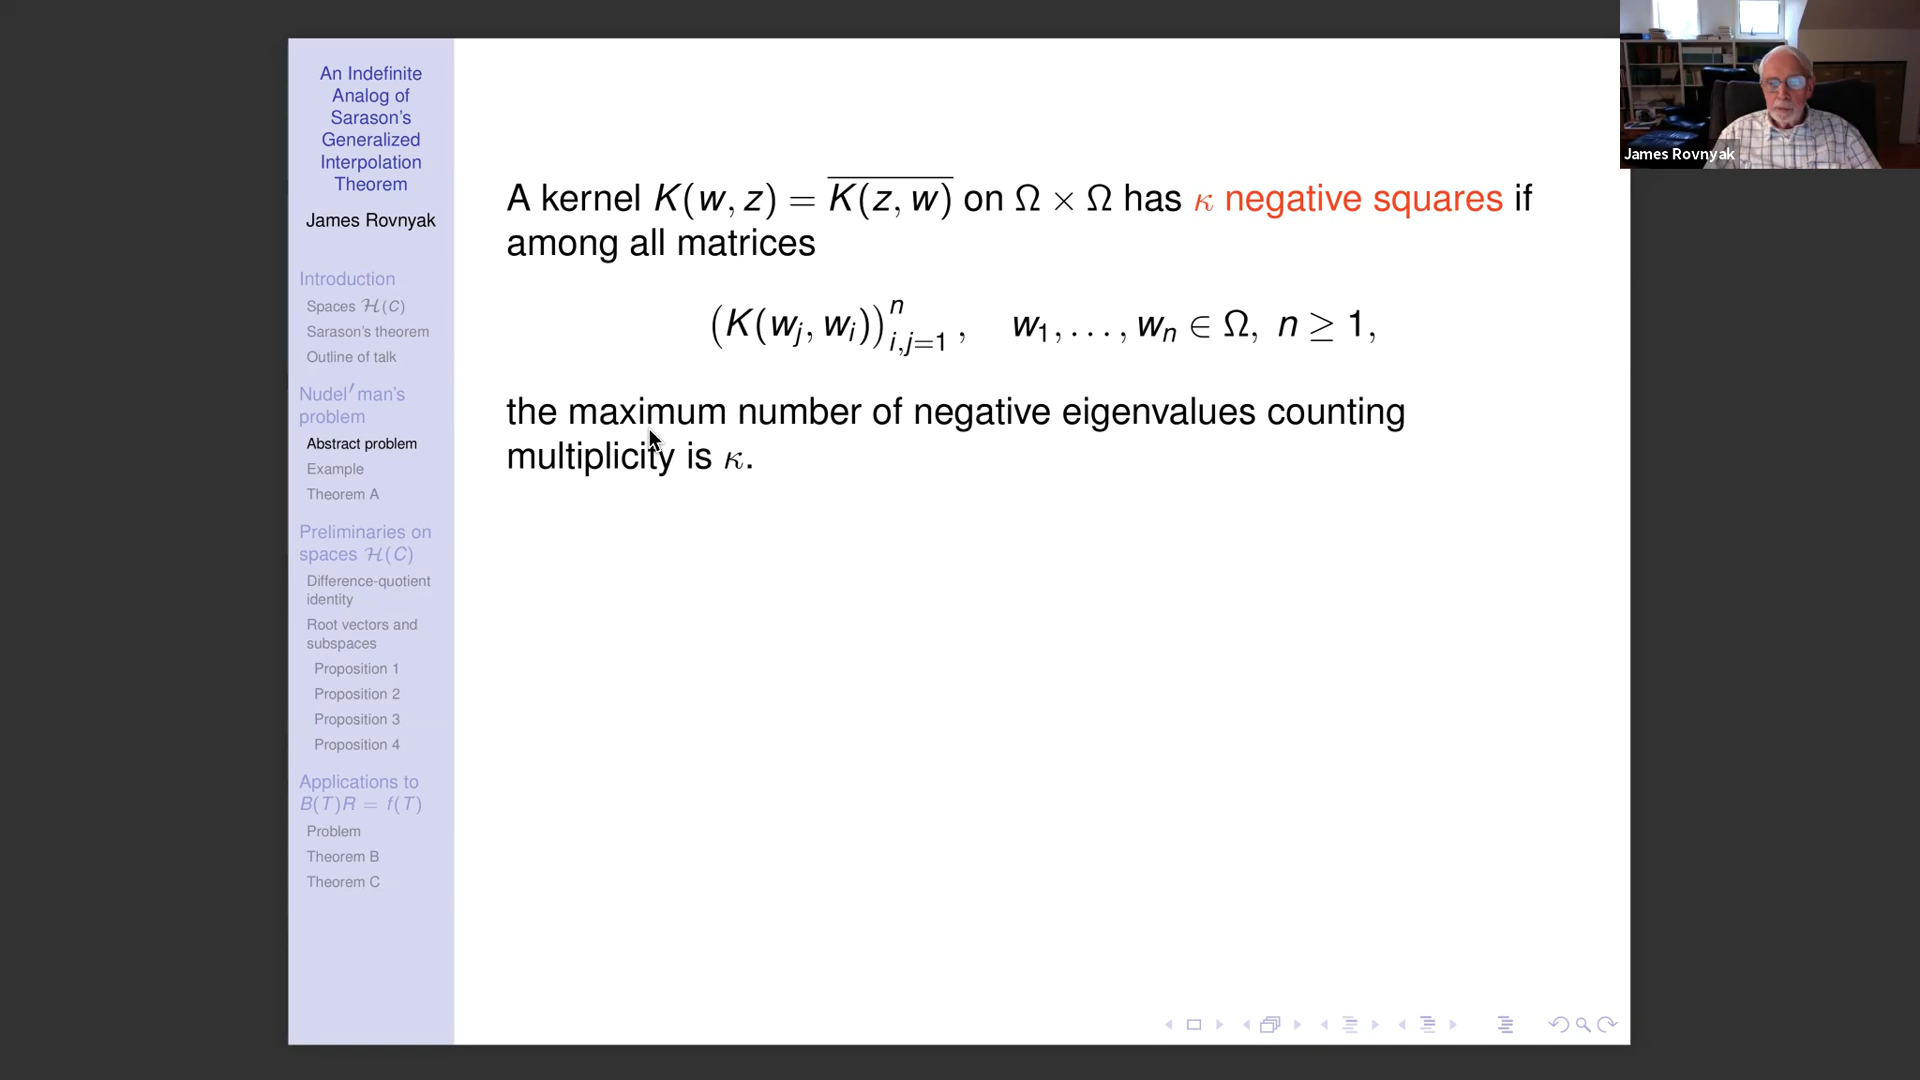 An Indefinite
Analog of
Sarason's
Generalized
Interpolation
Theorem
James Rovnyak
Introduction
Spaces ℋ(C)
Sarason's theorem
Outline of talk
Nudel′man's
problem
Abstract problem
Example
Theorem A
Preliminaries on
spaces ℋ(C)
Difference-quotient
identity
Root vectors and
subspaces
Proposition 1
Proposition 2
Proposition 3
Proposition 4
Applications to
B(T)R = f(T)
Problem
Theorem B
Theorem C
A kernel K(w, z) = \overline{K(z, w)} on Ω × Ω has κ negative squares if
among all matrices
(K(w_j, w_i))_{i,j=1}^n , w_1, . . . , w_n ∈ Ω, n ≥ 1,
the maximum number of negative eigenvalues counting
multiplicity is κ.
James Rovnyak